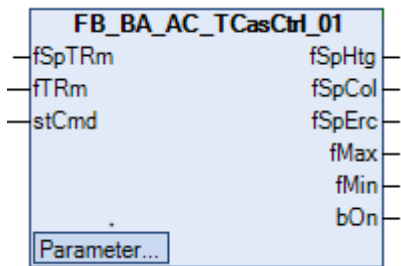 FB_BA_AC_TCasCtrl_01
fSpTRm fSpHtg
fTRm fSpCol
stCmd fSpErc
fMax
fMin
bOn
Parameter...